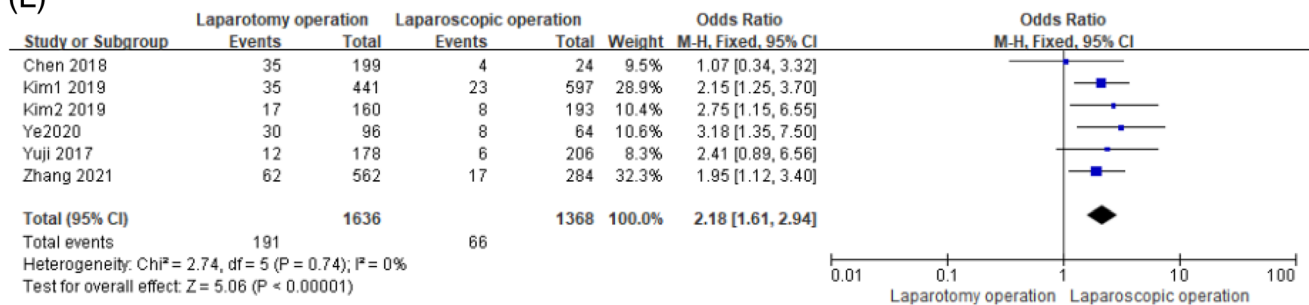 (E)
Laparotomy operation Laparoscopic operation Odds Ratio Odds Ratio
Study or Subgroup Events Total Events Total Weight M-H, Fixed, 95% CI M-H, Fixed, 95% CI
Chen 2018 35 199 4 24 9.5% 1.07 [0.34, 3.32]
Kim1 2019 35 441 23 597 28.9% 2.15 [1.25, 3.70]
Kim2 2019 17 160 8 193 10.4% 2.75 [1.15, 6.55]
Ye2020 30 96 8 64 10.6% 3.18 [1.35, 7.50]
Yuji 2017 12 178 6 206 8.3% 2.41 [0.89, 6.56]
Zhang 2021 62 562 17 284 32.3% 1.95 [1.12, 3.40]
Total (95% CI) 1636 1368 100.0% 2.18 [1.61, 2.94]
Total events 191 66
Heterogeneity: Chi² = 2.74, df = 5 (P = 0.74); I² = 0%
Test for overall effect: Z = 5.06 (P < 0.00001)
0.01 0.1 1 10 100
Laparotomy operation Laparoscopic operation